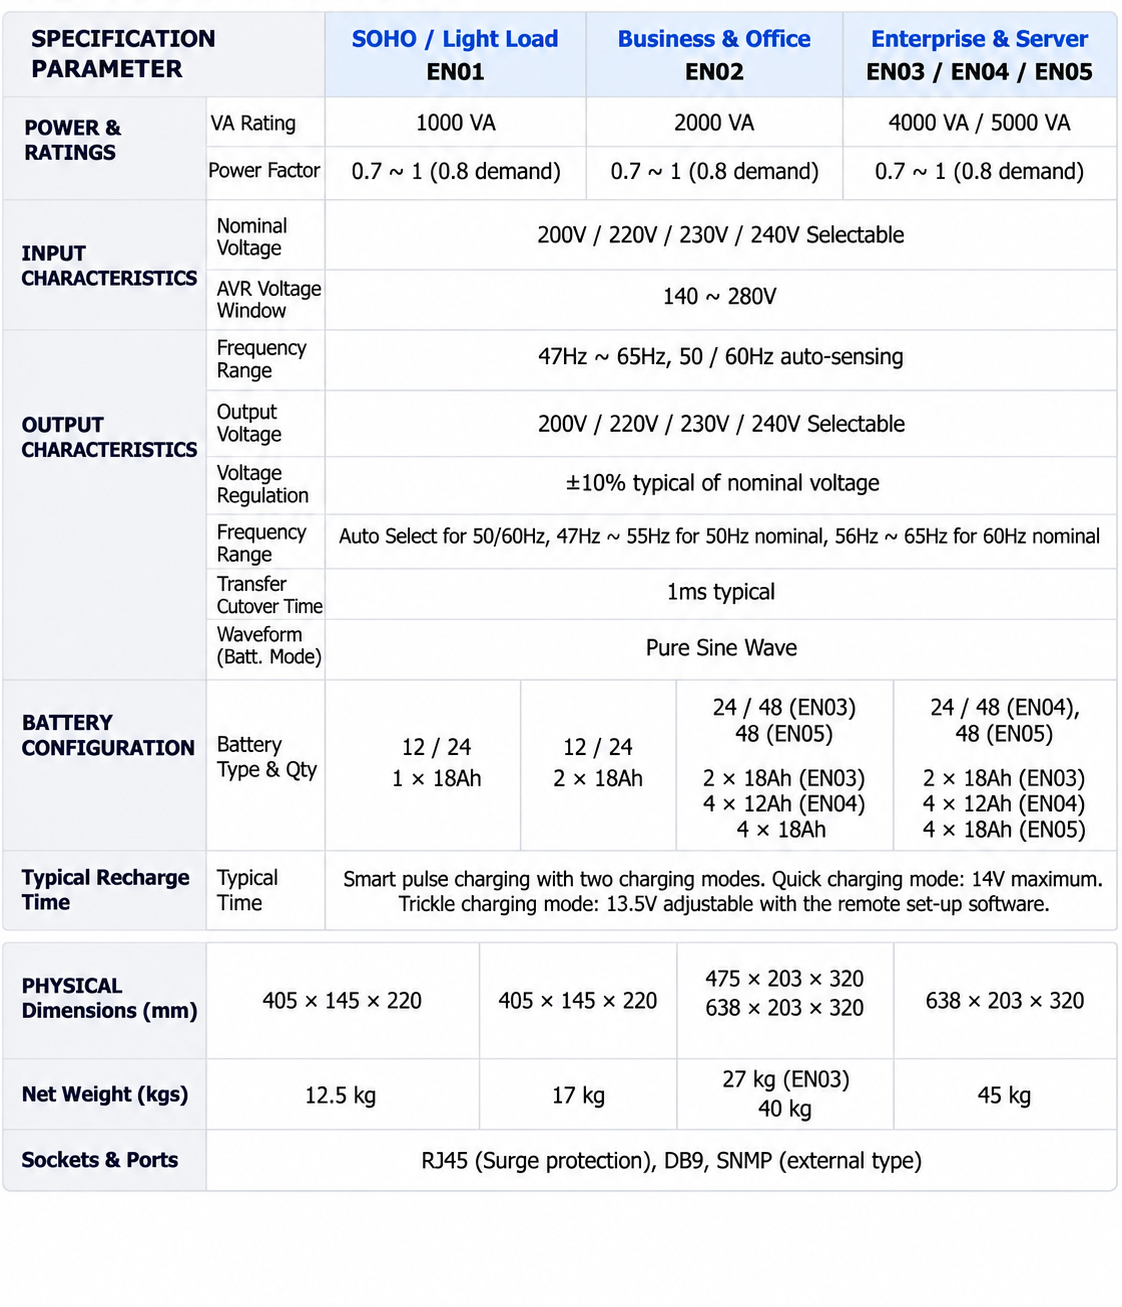 SPECIFICATION
PARAMETER
SOHO / Light Load
EN01
Business & Office
EN02
Enterprise & Server
EN03 / EN04 / EN05
POWER &
RATINGS
VA Rating
1000 VA
2000 VA
4000 VA / 5000 VA
Power Factor
0.7 ~ 1 (0.8 demand)
0.7 ~ 1 (0.8 demand)
0.7 ~ 1 (0.8 demand)
INPUT
CHARACTERISTICS
Nominal
Voltage
200V / 220V / 230V / 240V Selectable
AVR Voltage
Window
140 ~ 280V
OUTPUT
CHARACTERISTICS
Frequency
Range
47Hz ~ 65Hz, 50 / 60Hz auto-sensing
Output
Voltage
200V / 220V / 230V / 240V Selectable
Voltage
Regulation
±10% typical of nominal voltage
Frequency
Range
Auto Select for 50/60Hz, 47Hz ~ 55Hz for 50Hz nominal, 56Hz ~ 65Hz for 60Hz nominal
Transfer
Cutover Time
1ms typical
Waveform
(Batt. Mode)
Pure Sine Wave
BATTERY
CONFIGURATION
Battery
Type & Qty
12 / 24
1 × 18Ah
12 / 24
2 × 18Ah
24 / 48 (EN03)
48 (EN05)
2 × 18Ah (EN03)
4 × 12Ah (EN04)
4 × 18Ah
24 / 48 (EN04),
48 (EN05)
2 × 18Ah (EN03)
4 × 12Ah (EN04)
4 × 18Ah (EN05)
Typical Recharge
Time
Typical
Time
Smart pulse charging with two charging modes. Quick charging mode: 14V maximum.
Trickle charging mode: 13.5V adjustable with the remote set-up software.
PHYSICAL
Dimensions (mm)
405 × 145 × 220
405 × 145 × 220
475 × 203 × 320
638 × 203 × 320
638 × 203 × 320
Net Weight (kgs)
12.5 kg
17 kg
27 kg (EN03)
40 kg
45 kg
Sockets & Ports
RJ45 (Surge protection), DB9, SNMP (external type)